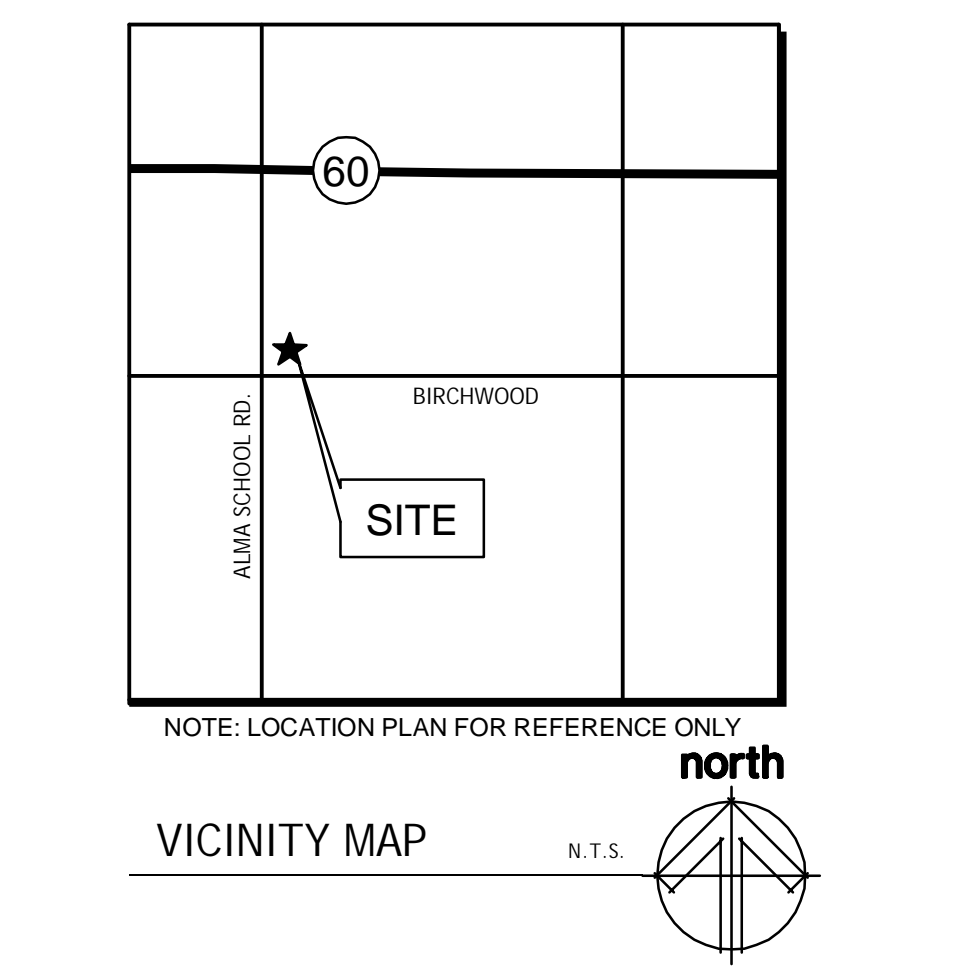 60
BIRCHWOOD
ALMA SCHOOL RD.
SITE
NOTE: LOCATION PLAN FOR REFERENCE ONLY
north
VICINITY MAP
N.T.S.